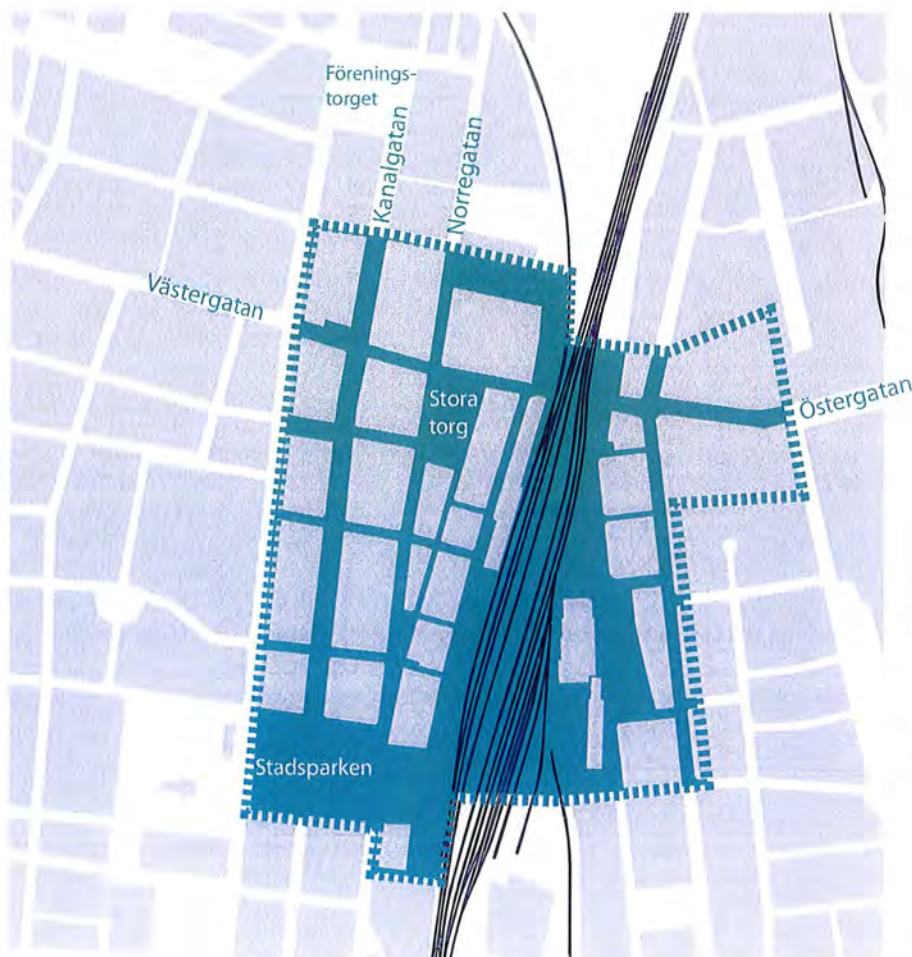 Förenings-
torget
Kanalgatan
Norregatan
Västergatan
Stora
torg
Östergatan
Stadsparken